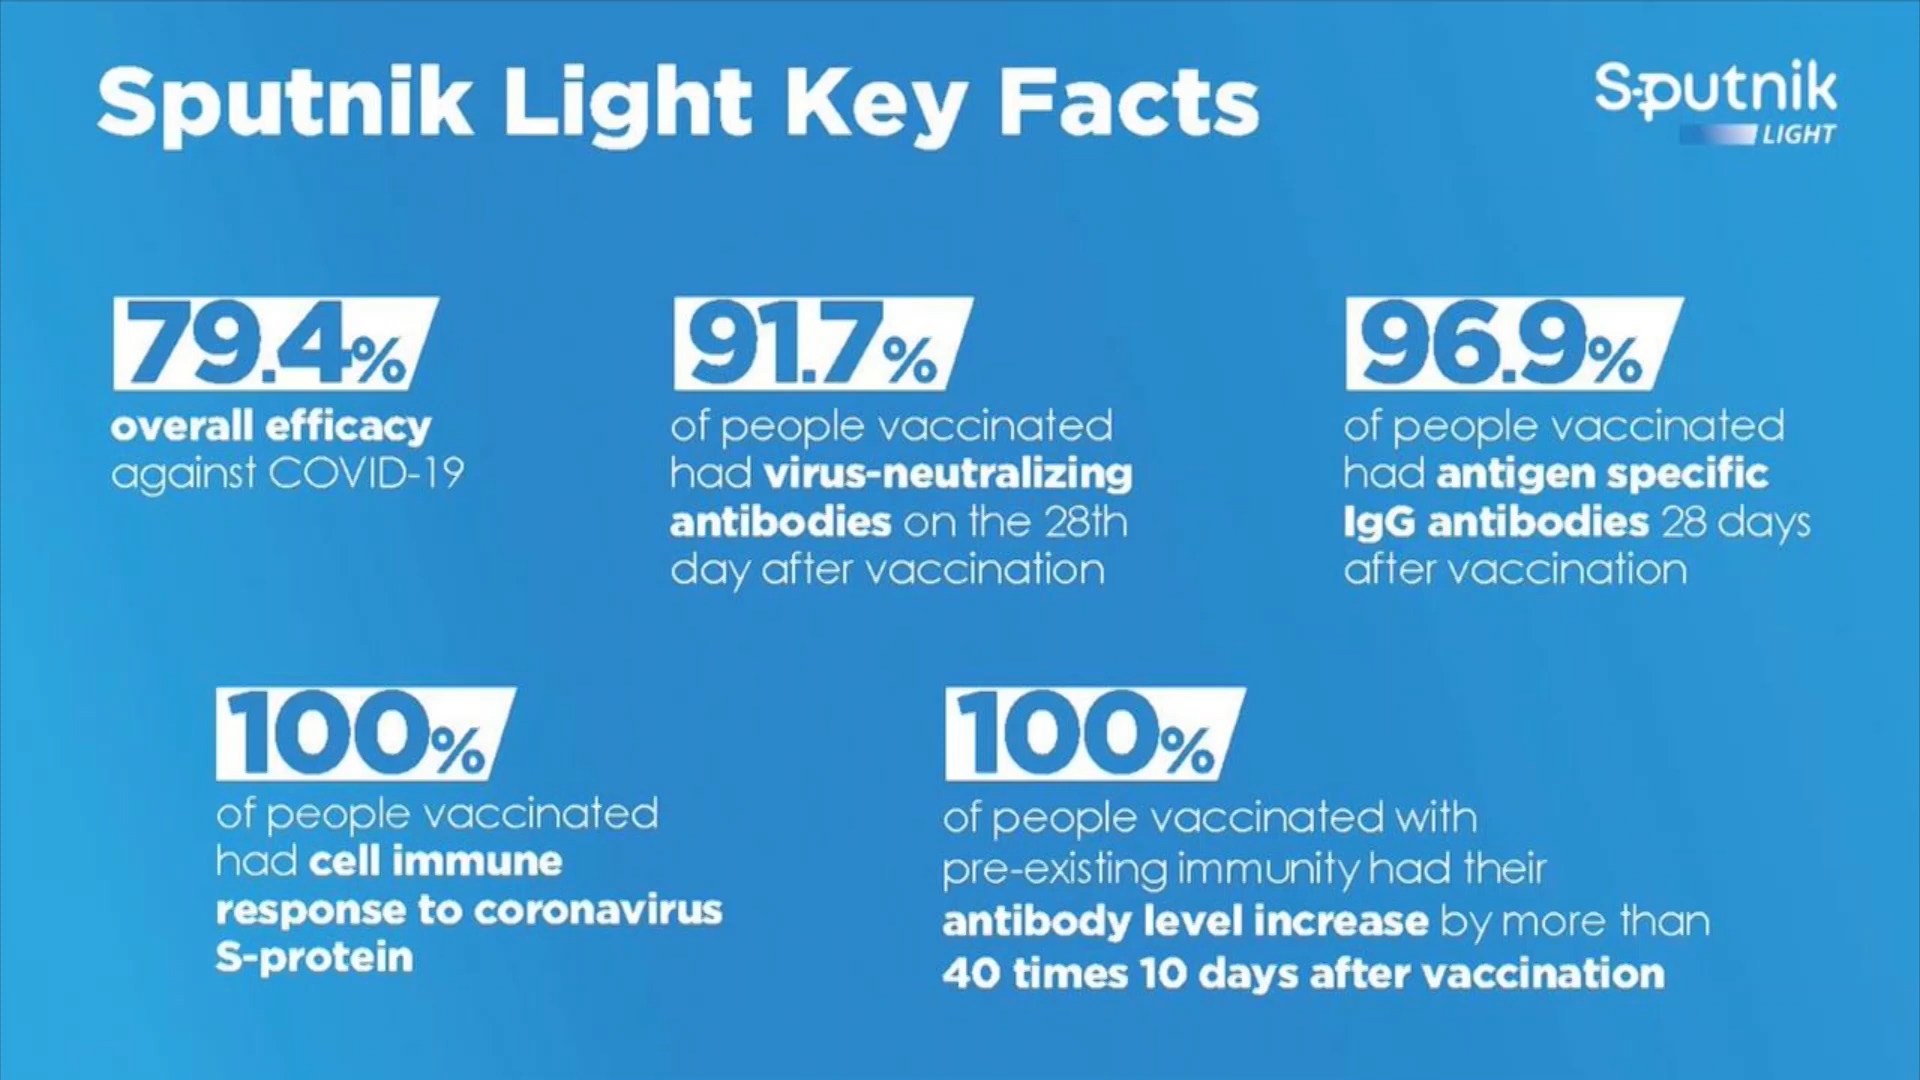 Sputnik Light Key Facts
Sputnik
LIGHT
79.4%
overall efficacy
against COVID-19
91.7%
of people vaccinated
had virus-neutralizing
antibodies on the 28th
day after vaccination
96.9%
of people vaccinated
had antigen specific
IgG antibodies 28 days
after vaccination
100%
of people vaccinated
had cell immune
response to coronavirus
S-protein
100%
of people vaccinated with
pre-existing immunity had their
antibody level increase by more than
40 times 10 days after vaccination